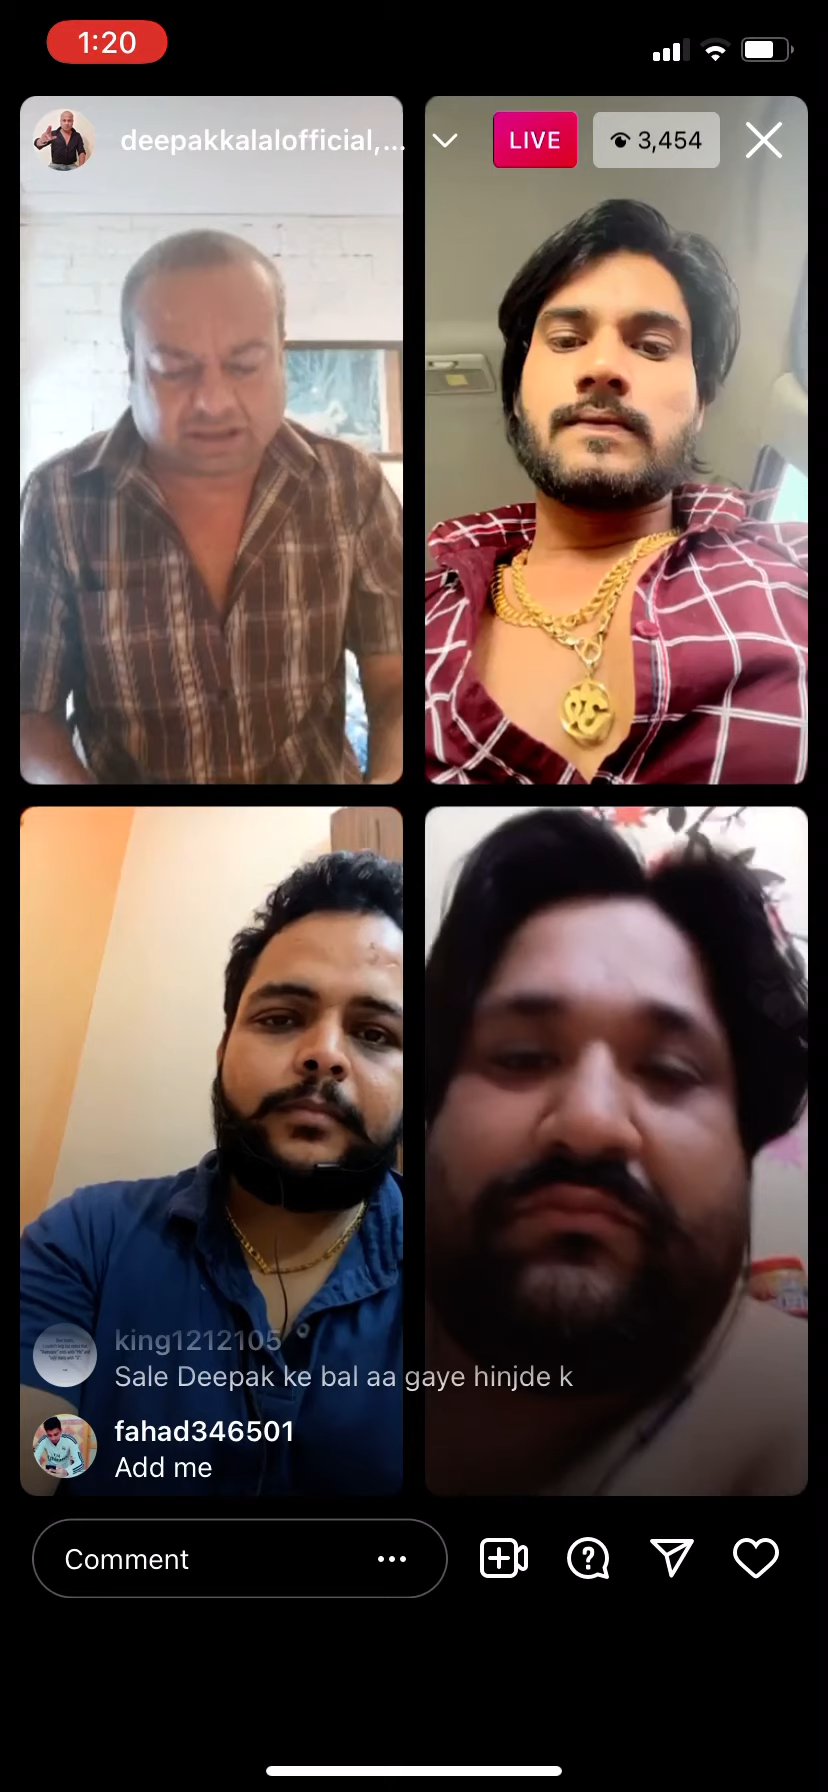 1:20
deepakkalalofficial,...
LIVE
3,454
king1212105
Sale Deepak ke bal aa gaye hinjde k
fahad346501
Add me
Comment